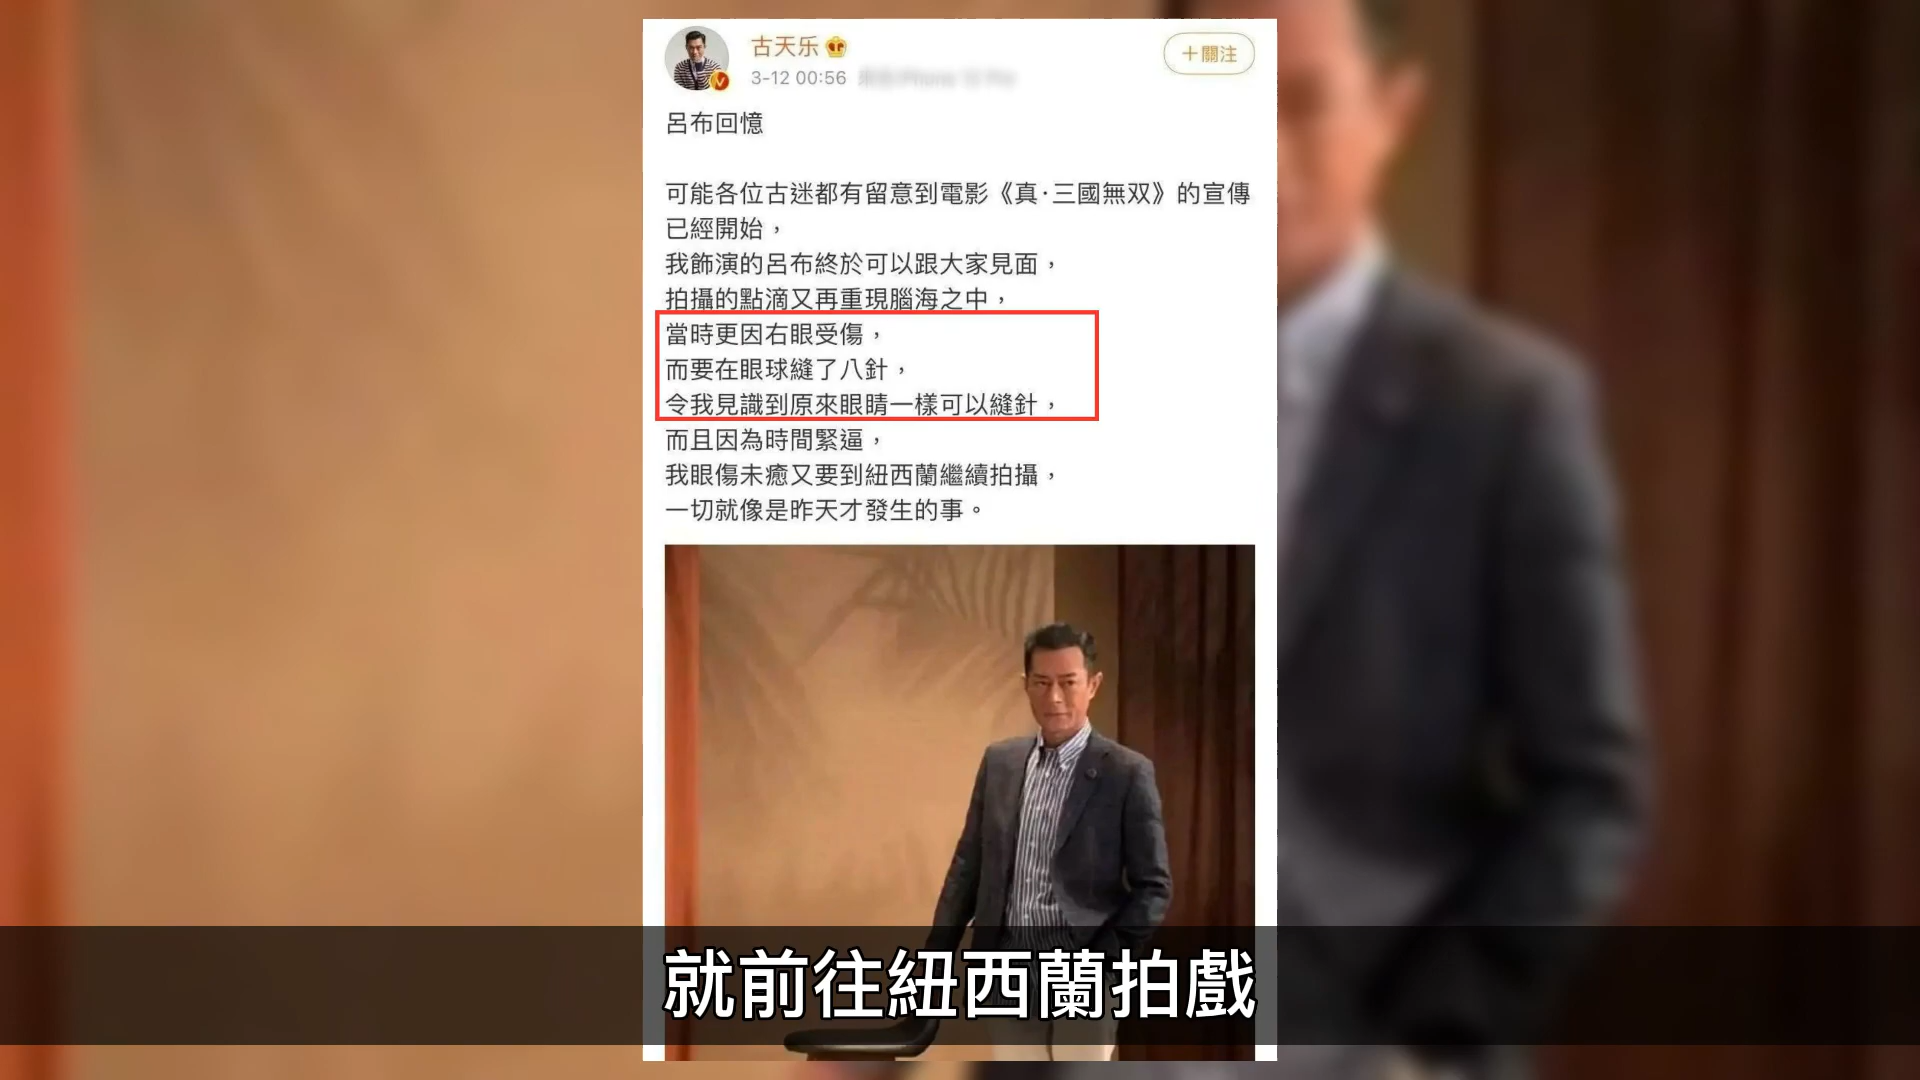 古天乐
3-12 00:56
十關注
呂布回憶
可能各位古迷都有留意到電影《真·三國無双》的宣傳
已經開始，
我飾演的呂布終於可以跟大家見面，
拍攝的點滴又再重現腦海之中，
當時更因右眼受傷，
而要在眼球縫了八針，
令我見識到原來眼睛一樣可以縫針，
而且因為時間緊逼，
我眼傷未癒又要到紐西蘭繼續拍攝，
一切就像是昨天才發生的事。
就前往紐西蘭拍戲